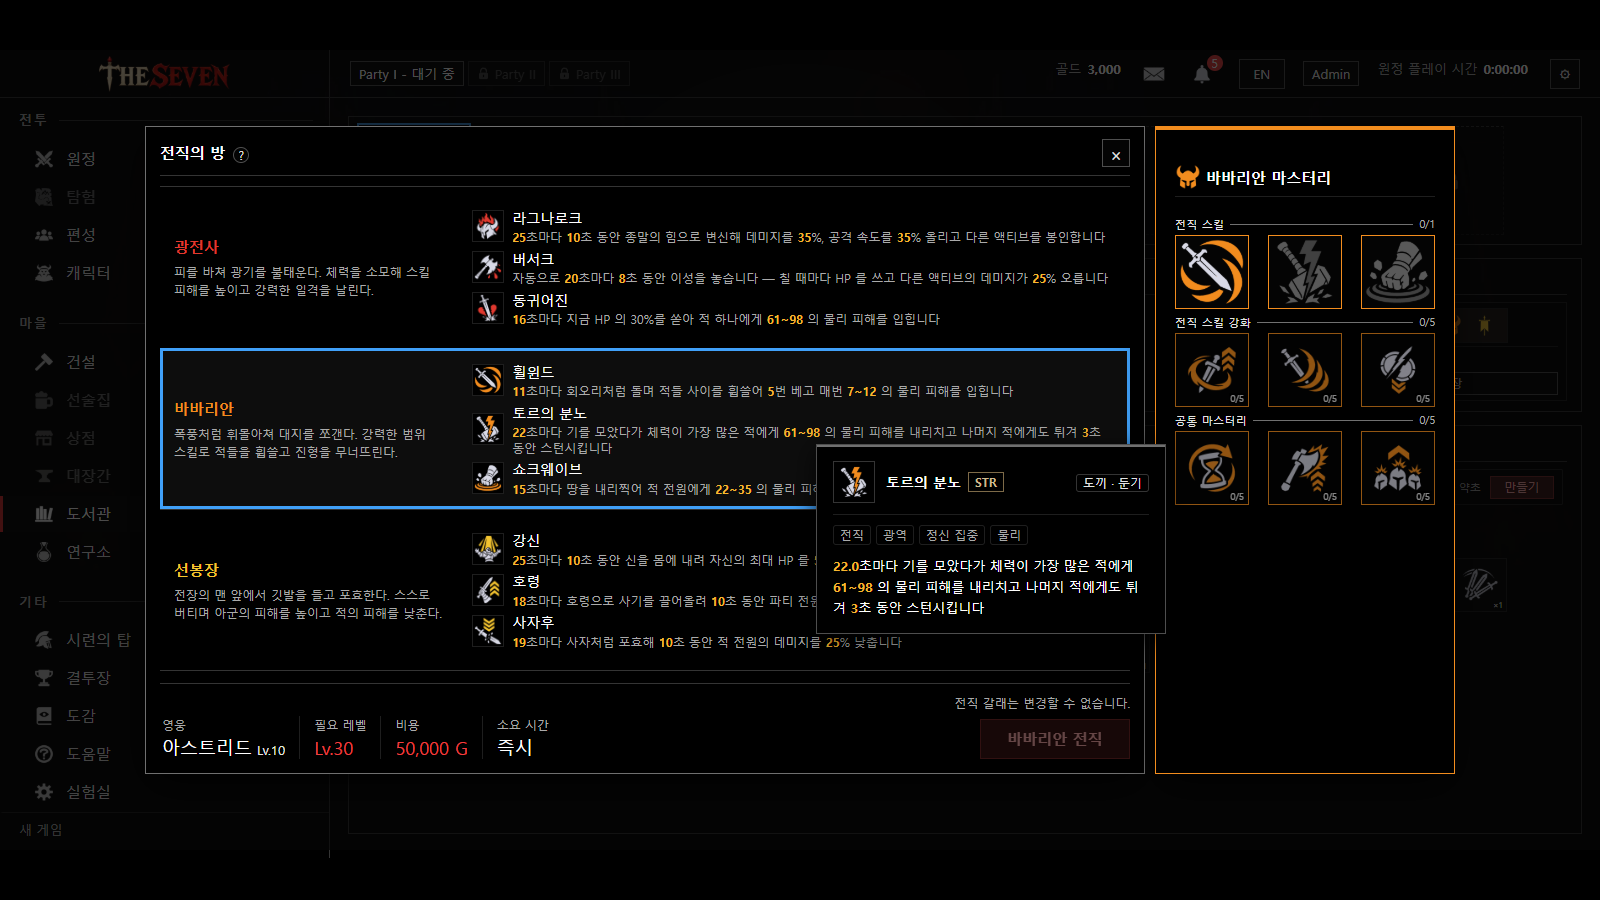 THE SEVEN
Party I - 대기 중
Party II
Party III
골드 3,000
5
EN
Admin
원정 플레이 시간 0:00:00
전투
원정
탐험
편성
캐릭터
마을
건설
선술집
상점
대장간
도서관
연구소
기타
시련의 탑
결투장
도감
도움말
실험실
새 게임
전직의 방 ?
×
광전사
피를 바쳐 광기를 불태운다. 체력을 소모해 스킬
피해를 높이고 강력한 일격을 날린다.
라그나로크
25초마다 10초 동안 종말의 힘으로 변신해 데미지를 35%, 공격 속도를 35% 올리고 다른 액티브를 봉인합니다
버서크
자동으로 20초마다 8초 동안 이성을 놓습니다 — 칠 때마다 HP 를 쓰고 다른 액티브의 데미지가 25% 오릅니다
동귀어진
16초마다 지금 HP 의 30%를 쏟아 적 하나에게 61~98 의 물리 피해를 입힙니다
바바리안
폭풍처럼 휘몰아쳐 대지를 쪼갠다. 강력한 범위
스킬로 적들을 휩쓸고 진형을 무너뜨린다.
휠윈드
11초마다 회오리처럼 돌며 적들 사이를 휩쓸어 5번 베고 매번 7~12 의 물리 피해를 입힙니다
토르의 분노
22초마다 기를 모았다가 체력이 가장 많은 적에게 61~98 의 물리 피해를 내리치고 나머지 적에게도 튀겨 3초
동안 스턴시킵니다
쇼크웨이브
15초마다 땅을 내리찍어 적 전원에게 22~35 의 물리
선봉장
전장의 맨 앞에서 깃발을 들고 포효한다. 스스로
버티며 아군의 피해를 높이고 적의 피해를 낮춘다.
강신
25초마다 10초 동안 신을 몸에 내려 자신의 최대 HP 를
호령
18초마다 호령으로 사기를 끌어올려 10초 동안 파티 전원
사자후
19초마다 사자처럼 포효해 10초 동안 적 전원의 데미지를 25% 낮춥니다
토르의 분노 STR
도끼 · 둔기
전직 광역 정신 집중 물리
22.0초마다 기를 모았다가 체력이 가장 많은 적에게
61~98 의 물리 피해를 내리치고 나머지 적에게도 튀
겨 3초 동안 스턴시킵니다
전직 갈래는 변경할 수 없습니다.
영웅
아스트리드 Lv.10
필요 레벨
Lv.30
비용
50,000 G
소요 시간
즉시
바바리안 전직
바바리안 마스터리
전직 스킬 0/1
전직 스킬 강화 0/5
0/5
0/5
0/5
공통 마스터리 0/5
0/5
0/5
0/5
장
약초
만들기
×1